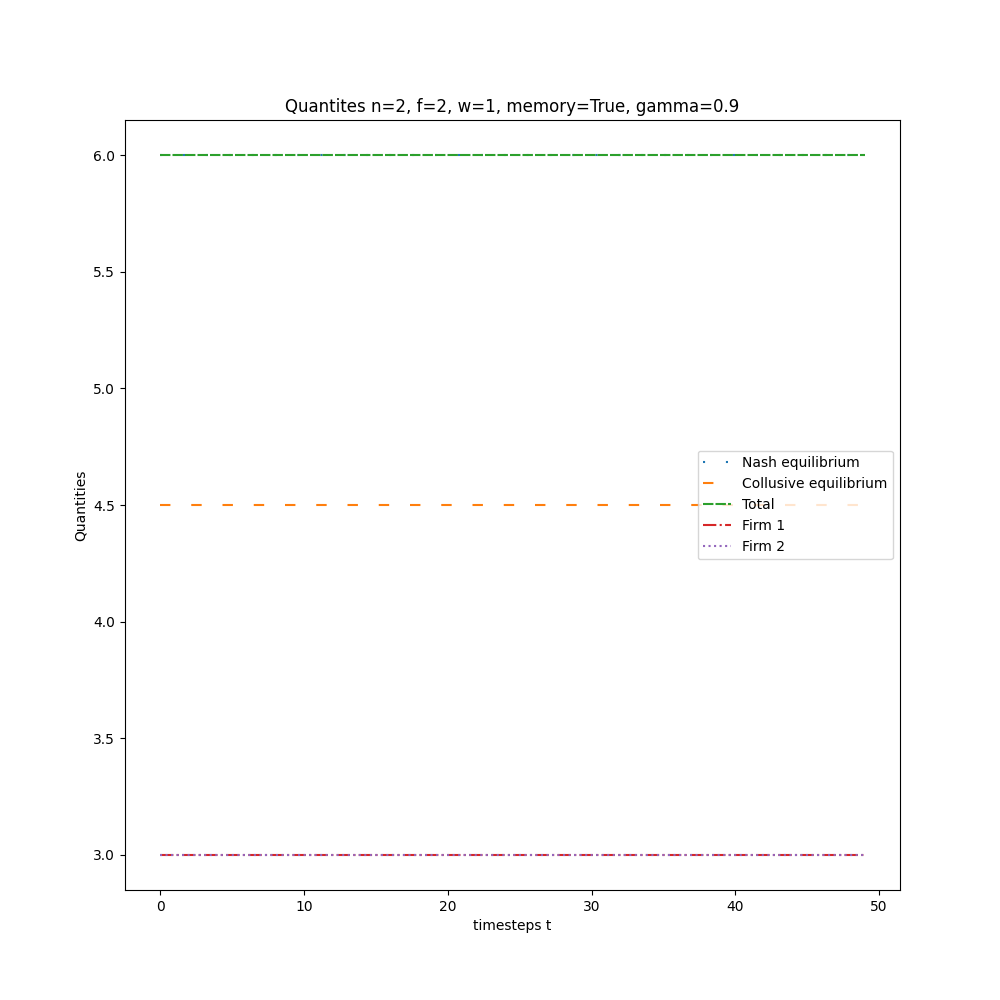 Quantites n=2, f=2, w=1, memory=True, gamma=0.9
6.0
5.5
5.0
4.5
4.0
3.5
3.0
Quantities
Nash equilibrium
Collusive equilibrium
Total
Firm 1
Firm 2
0 10 20 30 40 50
timesteps t